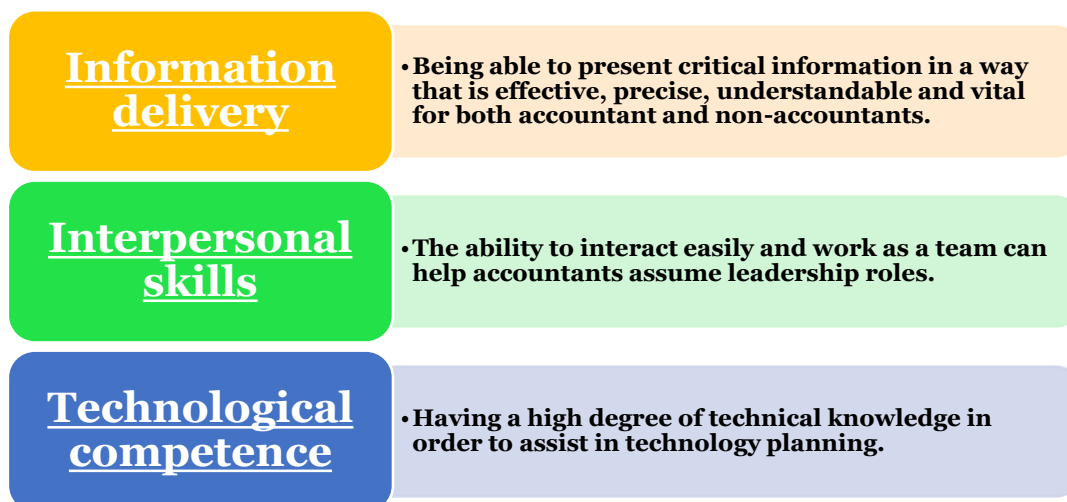 Information
delivery
•Being able to present critical information in a way
that is effective, precise, understandable and vital
for both accountant and non-accountants.
Interpersonal
skills
•The ability to interact easily and work as a team can
help accountants assume leadership roles.
Technological
competence
•Having a high degree of technical knowledge in
order to assist in technology planning.